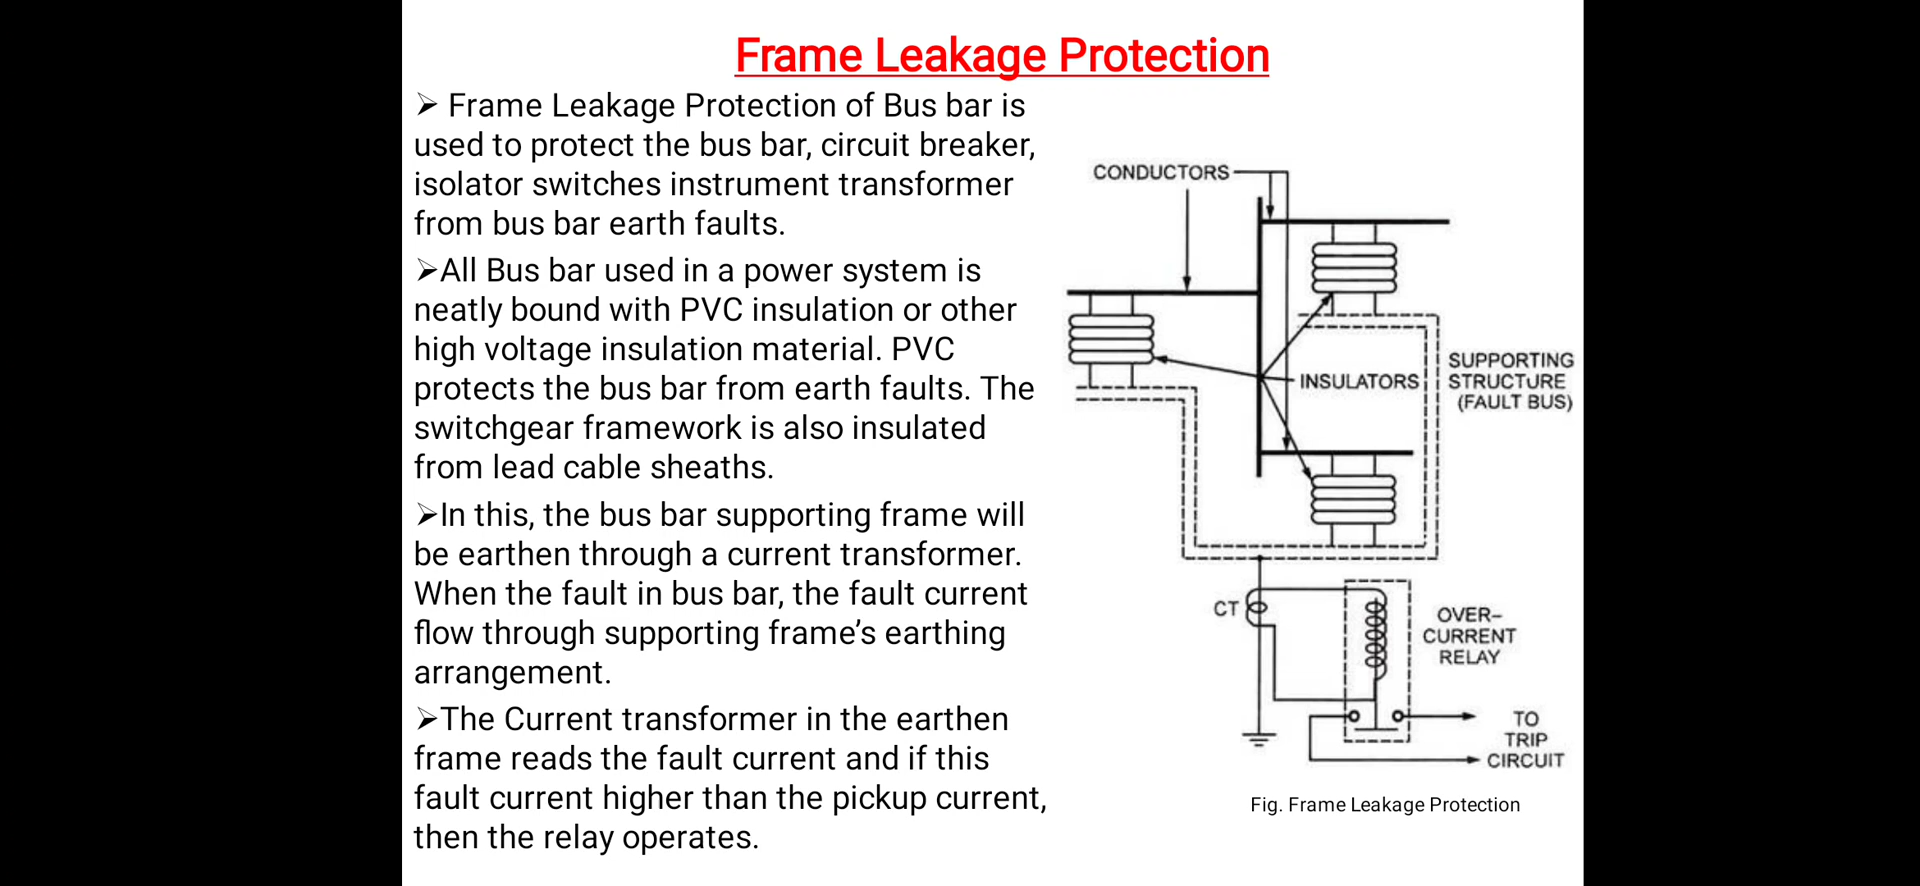 Frame Leakage Protection
➢ Frame Leakage Protection of Bus bar is
used to protect the bus bar, circuit breaker,
isolator switches instrument transformer
from bus bar earth faults.
➢All Bus bar used in a power system is
neatly bound with PVC insulation or other
high voltage insulation material. PVC
protects the bus bar from earth faults. The
switchgear framework is also insulated
from lead cable sheaths.
➢In this, the bus bar supporting frame will
be earthen through a current transformer.
When the fault in bus bar, the fault current
flow through supporting frame’s earthing
arrangement.
➢The Current transformer in the earthen
frame reads the fault current and if this
fault current higher than the pickup current,
then the relay operates.
CONDUCTORS
INSULATORS
SUPPORTING
STRUCTURE
(FAULT BUS)
CT
OVER–
CURRENT
RELAY
TO
TRIP
CIRCUIT
Fig. Frame Leakage Protection